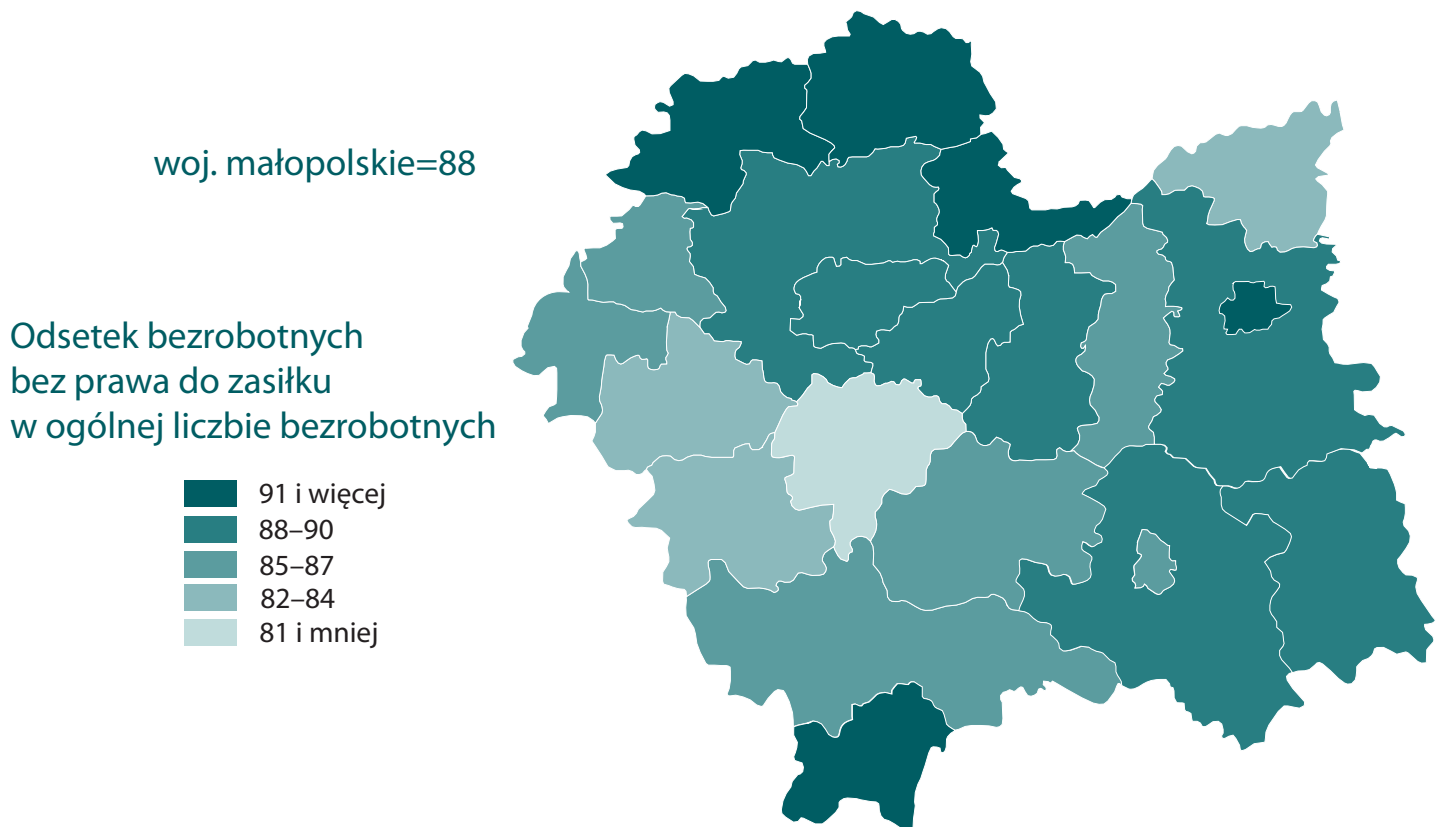 woj. małopolskie=88
Odsetek bezrobotnych
bez prawa do zasiłku
w ogólnej liczbie bezrobotnych
91 i więcej
88–90
85–87
82–84
81 i mniej